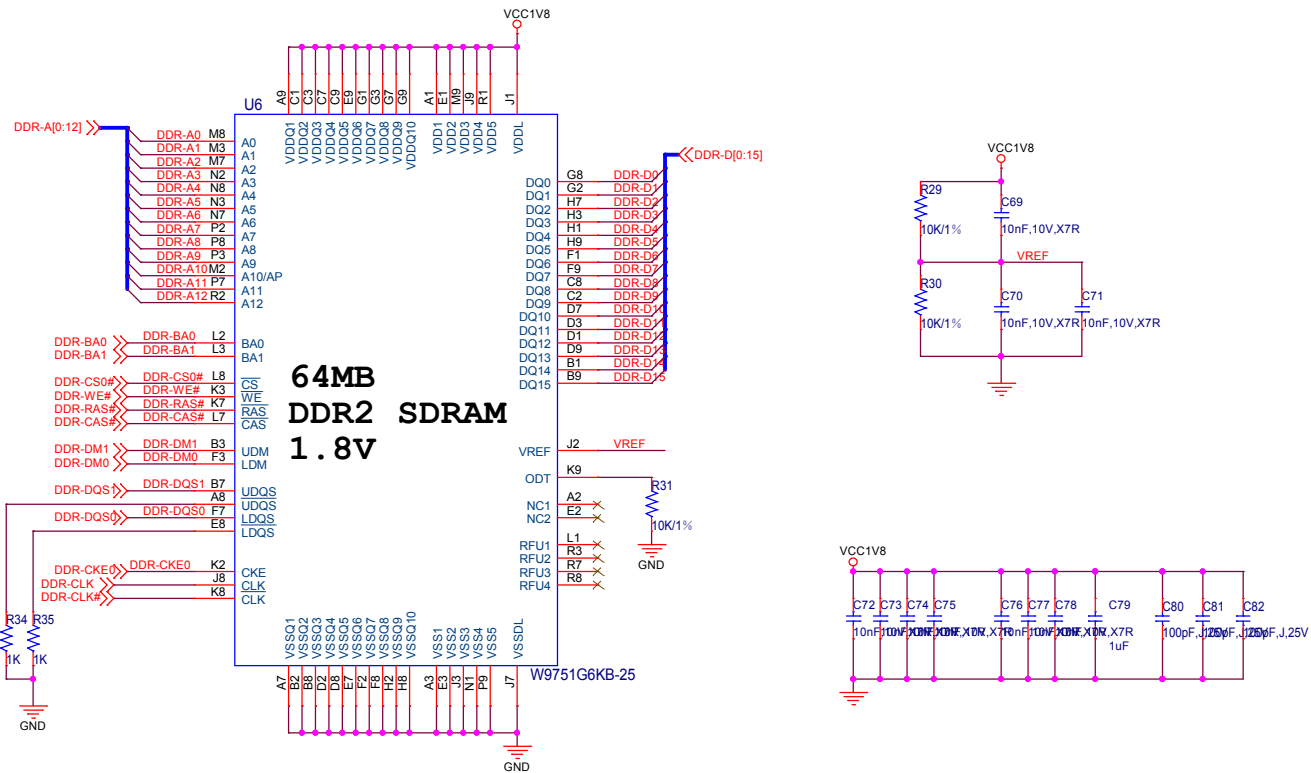 VCC1V8
A9 C1 C3 C7 C9 E9 G1 G3 G7 G9 A1 E1 M9 J9 R1 J1
U6
VDDQ1 VDDQ2 VDDQ3 VDDQ4 VDDQ5 VDDQ6 VDDQ7 VDDQ8 VDDQ9 VDDQ10 VDD1 VDD2 VDD3 VDD4 VDD5 VDDL
DDR-A[0:12]
DDR-A0 M8 A0
DDR-A1 M3 A1
DDR-A2 M7 A2
DDR-A3 N2 A3
DDR-A4 N8 A4
DDR-A5 N3 A5
DDR-A6 N7 A6
DDR-A7 P2 A7
DDR-A8 P8 A8
DDR-A9 P3 A9
DDR-A10 M2 A10/AP
DDR-A11 P7 A11
DDR-A12 R2 A12
DDR-BA0 DDR-BA0 L2 BA0
DDR-BA1 DDR-BA1 L3 BA1
DDR-CS0# DDR-CS0# L8 CS
DDR-WE# DDR-WE# K3 WE
DDR-RAS# DDR-RAS# K7 RAS
DDR-CAS# DDR-CAS# L7 CAS
DDR-DM1 DDR-DM1 B3 UDM
DDR-DM0 DDR-DM0 F3 LDM
DDR-DQS1 DDR-DQS1 B7 UDQS
A8 UDQS
DDR-DQS0 DDR-DQS0 F7 LDQS
E8 LDQS
DDR-CKE0 DDR-CKE0 K2 CKE
DDR-CLK J8 CLK
DDR-CLK# K8 CLK
R34 R35
1K 1K
GND
64MB
DDR2 SDRAM
1.8V
DDR-D[0:15]
DQ0 G8 DDR-D0
DQ1 G2 DDR-D1
DQ2 H7 DDR-D2
DQ3 H3 DDR-D3
DQ4 H1 DDR-D4
DQ5 H9 DDR-D5
DQ6 F1 DDR-D6
DQ7 F9 DDR-D7
DQ8 C8 DDR-D8
DQ9 C2 DDR-D9
DQ10 D7 DDR-D10
DQ11 D3 DDR-D11
DQ12 D1 DDR-D12
DQ13 D9 DDR-D13
DQ14 B1 DDR-D14
DQ15 B9 DDR-D15
VREF J2 VREF
ODT K9
R31
10K/1%
GND
NC1 A2
NC2 E2
RFU1 L1
RFU2 R3
RFU3 R7
RFU4 R8
VSSQ1 VSSQ2 VSSQ3 VSSQ4 VSSQ5 VSSQ6 VSSQ7 VSSQ8 VSSQ9 VSSQ10 VSS1 VSS2 VSS3 VSS4 VSS5 VSSDL
W9751G6KB-25
A7 B2 B8 D2 D8 E7 F2 F8 H2 H8 A3 E3 J3 N1 P9 J7
GND
VCC1V8
R29
10K/1%
C69
10nF,10V,X7R
VREF
R30
10K/1%
C70
10nF,10V,X7R
C71
10nF,10V,X7R
VCC1V8
C72 C73 C74 C75 C76 C77 C78 C79 C80 C81 C82
1uF
100pF,J,25V